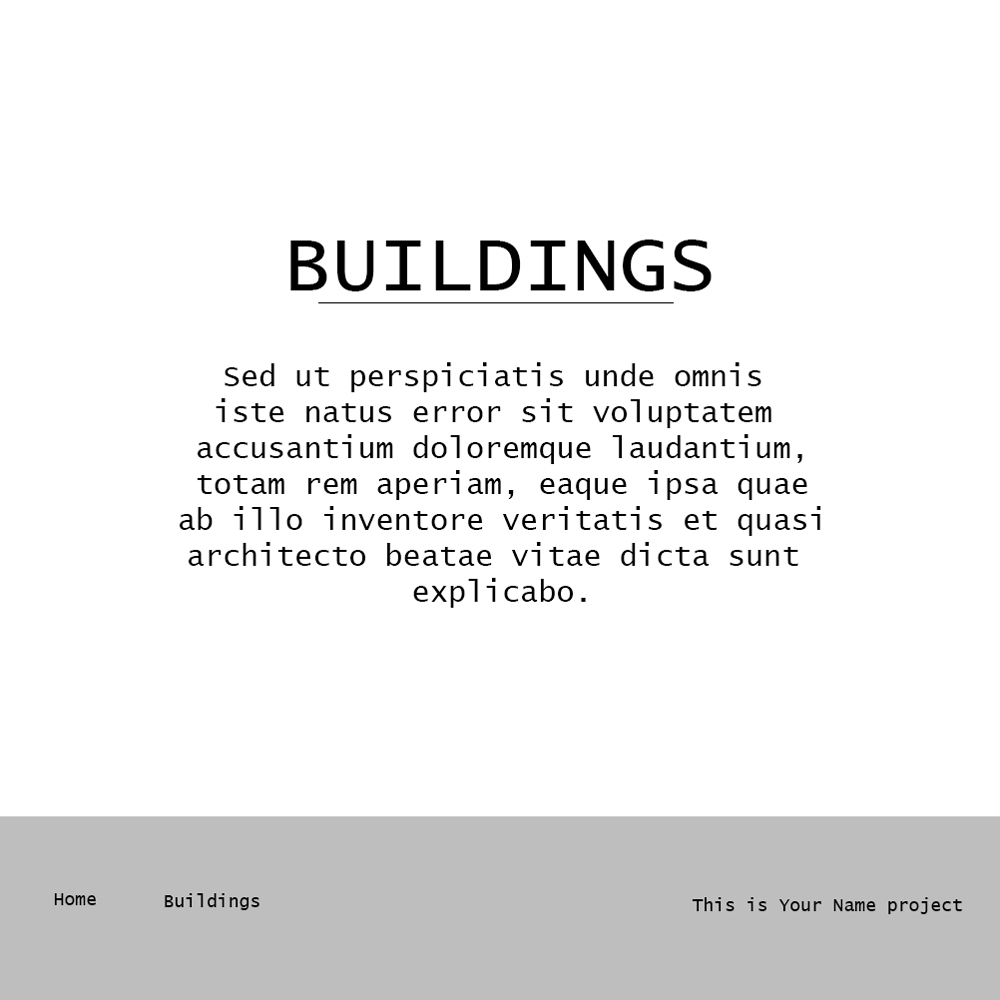 BUILDINGS
Sed ut perspiciatis unde omnis
iste natus error sit voluptatem
accusantium doloremque laudantium,
totam rem aperiam, eaque ipsa quae
ab illo inventore veritatis et quasi
architecto beatae vitae dicta sunt
explicabo.
Home
Buildings
This is Your Name project